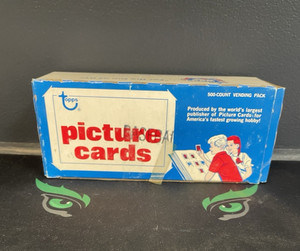 topps
500-COUNT VENDING PACK
Produced by the world's largest
publisher of Picture Cards: for
America's fastest growing hobby!
picture
cards